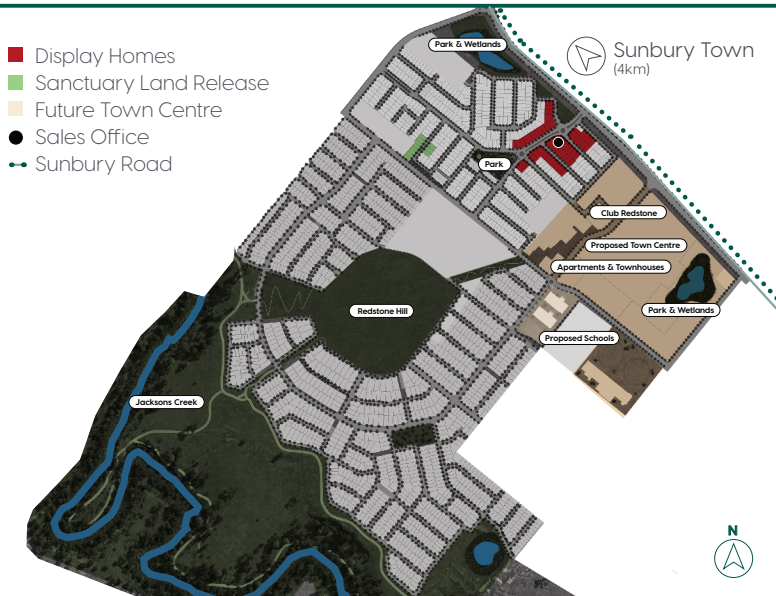 Display Homes
Sanctuary Land Release
Future Town Centre
Sales Office
Sunbury Road
Park & Wetlands
Sunbury Town
(4km)
Park
Club Redstone
Proposed Town Centre
Apartments & Townhouses
Redstone Hill
Park & Wetlands
Proposed Schools
Jacksons Creek
N